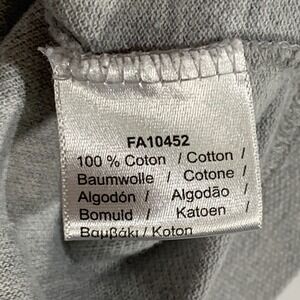 FA10452
100 % Coton / Cotton /
Baumwolle / Cotone /
Algodón / Algodão /
Bomuld / Katoen /
Βαμβάκι / Koton